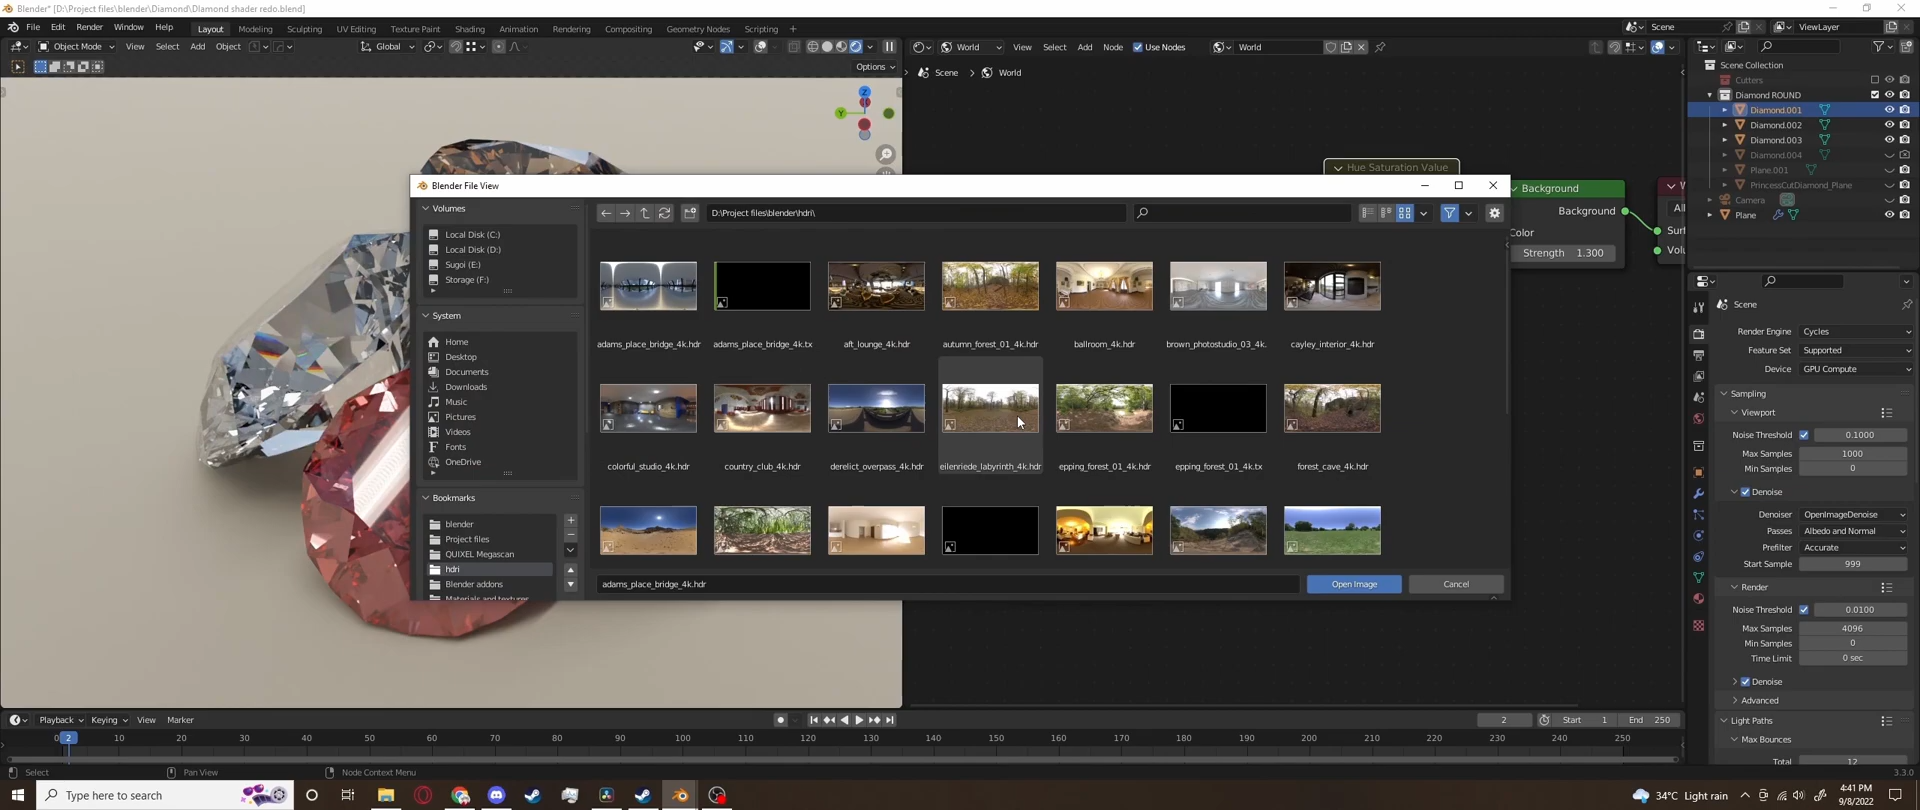 Blender* [D:\Project files\blender\Diamond\DIamond shader redo.blend]
File Edit Render Window Help Layout Modeling Sculpting UV Editing Texture Paint Shading Animation Rendering Compositing Geometry Nodes Scripting + Scene ViewLayer
Object Mode View Select Add Object Global World View Select Add Node Use Nodes World
Options
Scene > World
Scene Collection
Cutters
Diamond ROUND
Diamond.001
Diamond.002
Diamond.003
Diamond.004
Plane.001
PrincessCutDiamond_Plane
Camera
Plane
Z
Y
Hue Saturation Value
Background
Background
Color
Strength 1.300
Blender File View
Volumes
Local Disk (C:)
Local Disk (D:)
Sugoi (E:)
Storage (F:)
System
Home
Desktop
Documents
Downloads
Music
Pictures
Videos
Fonts
OneDrive
Bookmarks
blender
Project files
QUIXEL Megascan
hdri
Blender addons
Materials and textures
D:\Project files\blender\hdri\
adams_place_bridge_4k.hdr adams_place_bridge_4k.tx aft_lounge_4k.hdr autumn_forest_01_4k.hdr ballroom_4k.hdr brown_photostudio_03_4k. cayley_interior_4k.hdr
colorful_studio_4k.hdr country_club_4k.hdr derelict_overpass_4k.hdr eilenriede_labyrinth_4k.hdr epping_forest_01_4k.hdr epping_forest_01_4k.tx forest_cave_4k.hdr
adams_place_bridge_4k.hdr Open Image Cancel
Scene
Render Engine Cycles
Feature Set Supported
Device GPU Compute
Sampling
Viewport
Noise Threshold 0.1000
Max Samples 1000
Min Samples 0
Denoise
Denoiser OpenImageDenoise
Passes Albedo and Normal
Prefilter Accurate
Start Sample 999
Render
Noise Threshold 0.0100
Max Samples 4096
Min Samples 0
Time Limit 0 sec
Denoise
Advanced
Light Paths
Max Bounces
Total 12
Playback Keying View Marker 2 Start 1 End 250
0 2 10 20 30 40 50 60 70 80 90 100 110 120 130 140 150 160 170 180 190 200 210 220 230 240 250
Select Pan View Node Context Menu 3.3.0
Type here to search 34°C Light rain 4:41 PM
9/8/2022